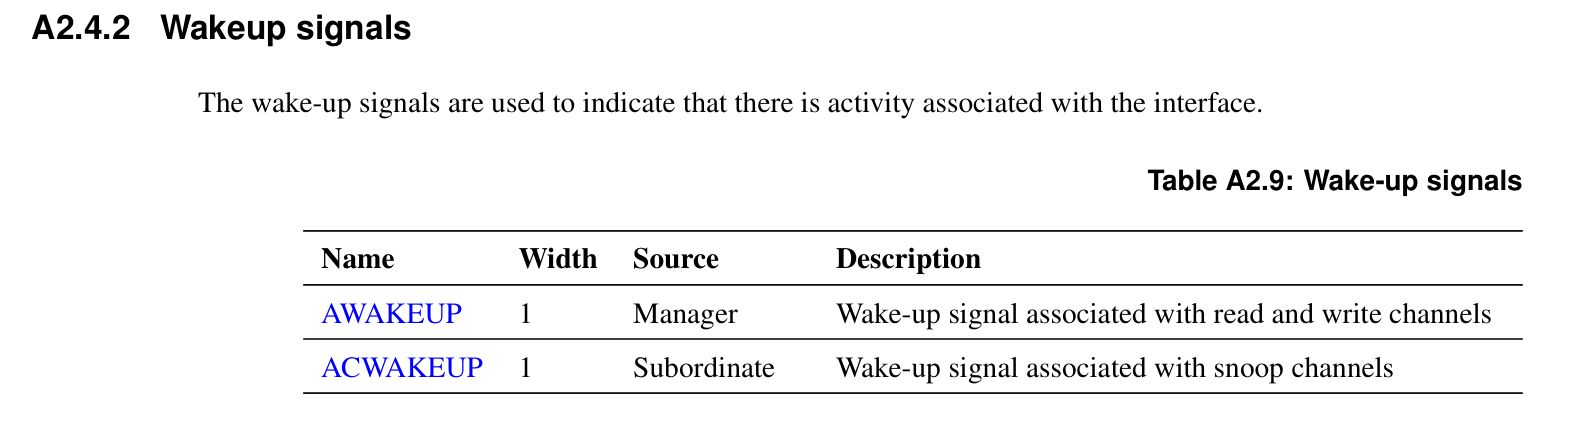 A2.4.2 Wakeup signals
The wake-up signals are used to indicate that there is activity associated with the interface.
Table A2.9: Wake-up signals
Name Width Source Description
AWAKEUP 1 Manager Wake-up signal associated with read and write channels
ACWAKEUP 1 Subordinate Wake-up signal associated with snoop channels